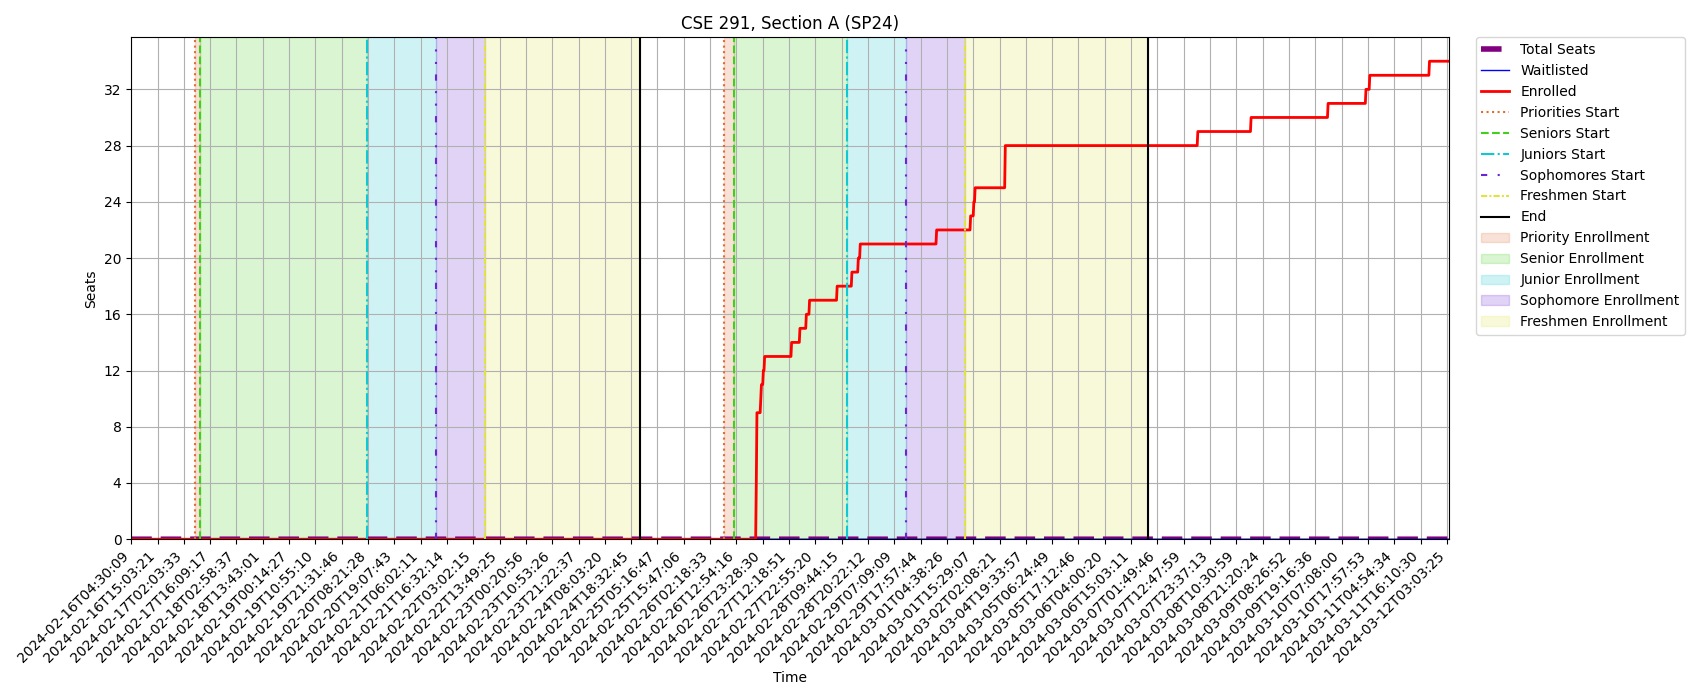 CSE 291, Section A (SP24)
Seats
32
28
24
20
16
12
8
4
0
2024-02-16T04:30:09
2024-02-16T15:03:21
2024-02-17T02:03:33
2024-02-17T16:09:17
2024-02-18T02:58:37
2024-02-18T13:43:01
2024-02-19T00:14:27
2024-02-19T10:55:10
2024-02-19T21:31:46
2024-02-20T08:21:28
2024-02-20T19:07:43
2024-02-21T06:02:11
2024-02-21T16:32:14
2024-02-22T03:02:15
2024-02-22T13:49:25
2024-02-23T00:20:56
2024-02-23T10:53:26
2024-02-23T21:22:37
2024-02-24T08:03:20
2024-02-24T18:32:45
2024-02-25T05:16:47
2024-02-25T15:47:06
2024-02-26T02:18:33
2024-02-26T12:54:16
2024-02-26T23:28:30
2024-02-27T12:18:51
2024-02-27T22:55:20
2024-02-28T09:44:15
2024-02-28T20:22:12
2024-02-29T07:09:09
2024-02-29T17:57:44
2024-03-01T04:38:26
2024-03-01T15:29:07
2024-03-02T02:08:21
2024-03-04T19:33:57
2024-03-05T06:24:49
2024-03-05T17:12:46
2024-03-06T04:00:20
2024-03-06T15:03:11
2024-03-07T01:49:46
2024-03-07T12:47:59
2024-03-07T23:37:13
2024-03-08T10:30:59
2024-03-08T21:20:24
2024-03-09T08:26:52
2024-03-09T19:16:36
2024-03-10T07:08:00
2024-03-10T17:57:53
2024-03-11T04:54:34
2024-03-11T16:10:30
2024-03-12T03:03:25
Time
Total Seats
Waitlisted
Enrolled
Priorities Start
Seniors Start
Juniors Start
Sophomores Start
Freshmen Start
End
Priority Enrollment
Senior Enrollment
Junior Enrollment
Sophomore Enrollment
Freshmen Enrollment